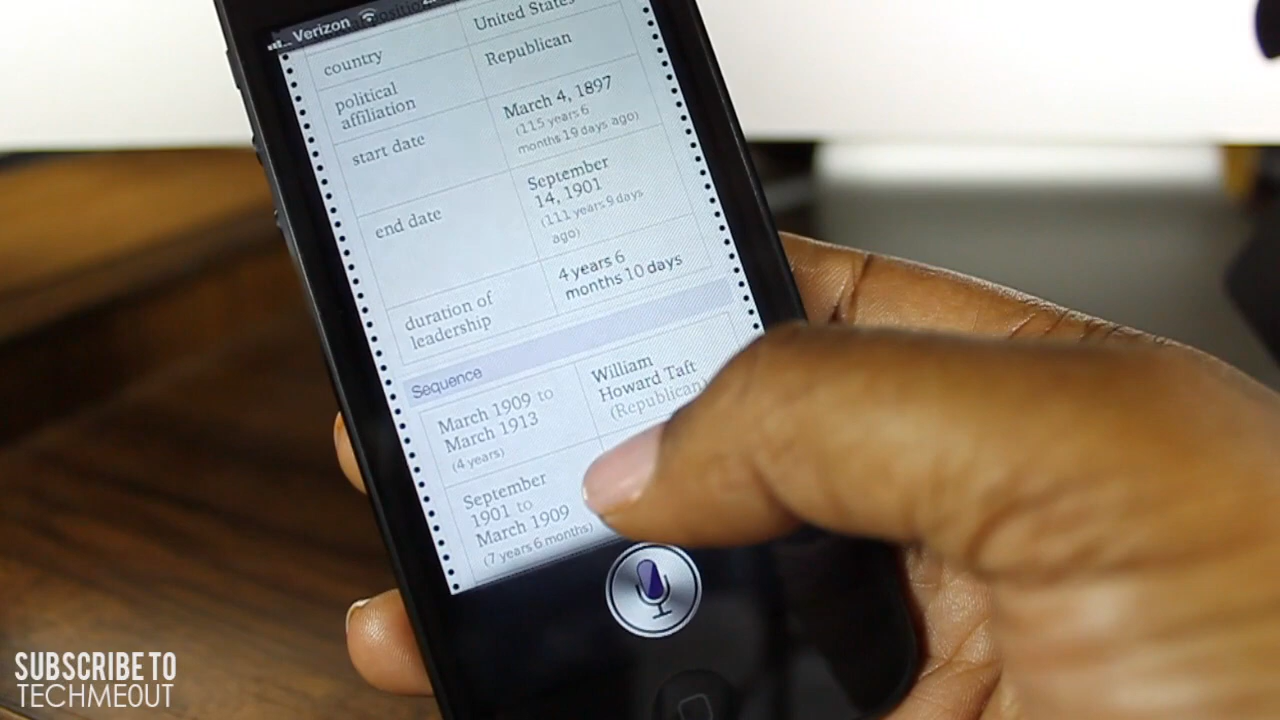 Verizon
country
United States
political
affiliation
Republican
start date
March 4, 1897
(115 years 6
months 19 days ago)
end date
September
14, 1901
(111 years 9 days
ago)
duration of
leadership
4 years 6
months 10 days
Sequence
March 1909 to
March 1913
(4 years)
William
Howard Taft
(Republican)
September
1901 to
March 1909
(7 years 6 months)
SUBSCRIBE TO
TECHMEOUT